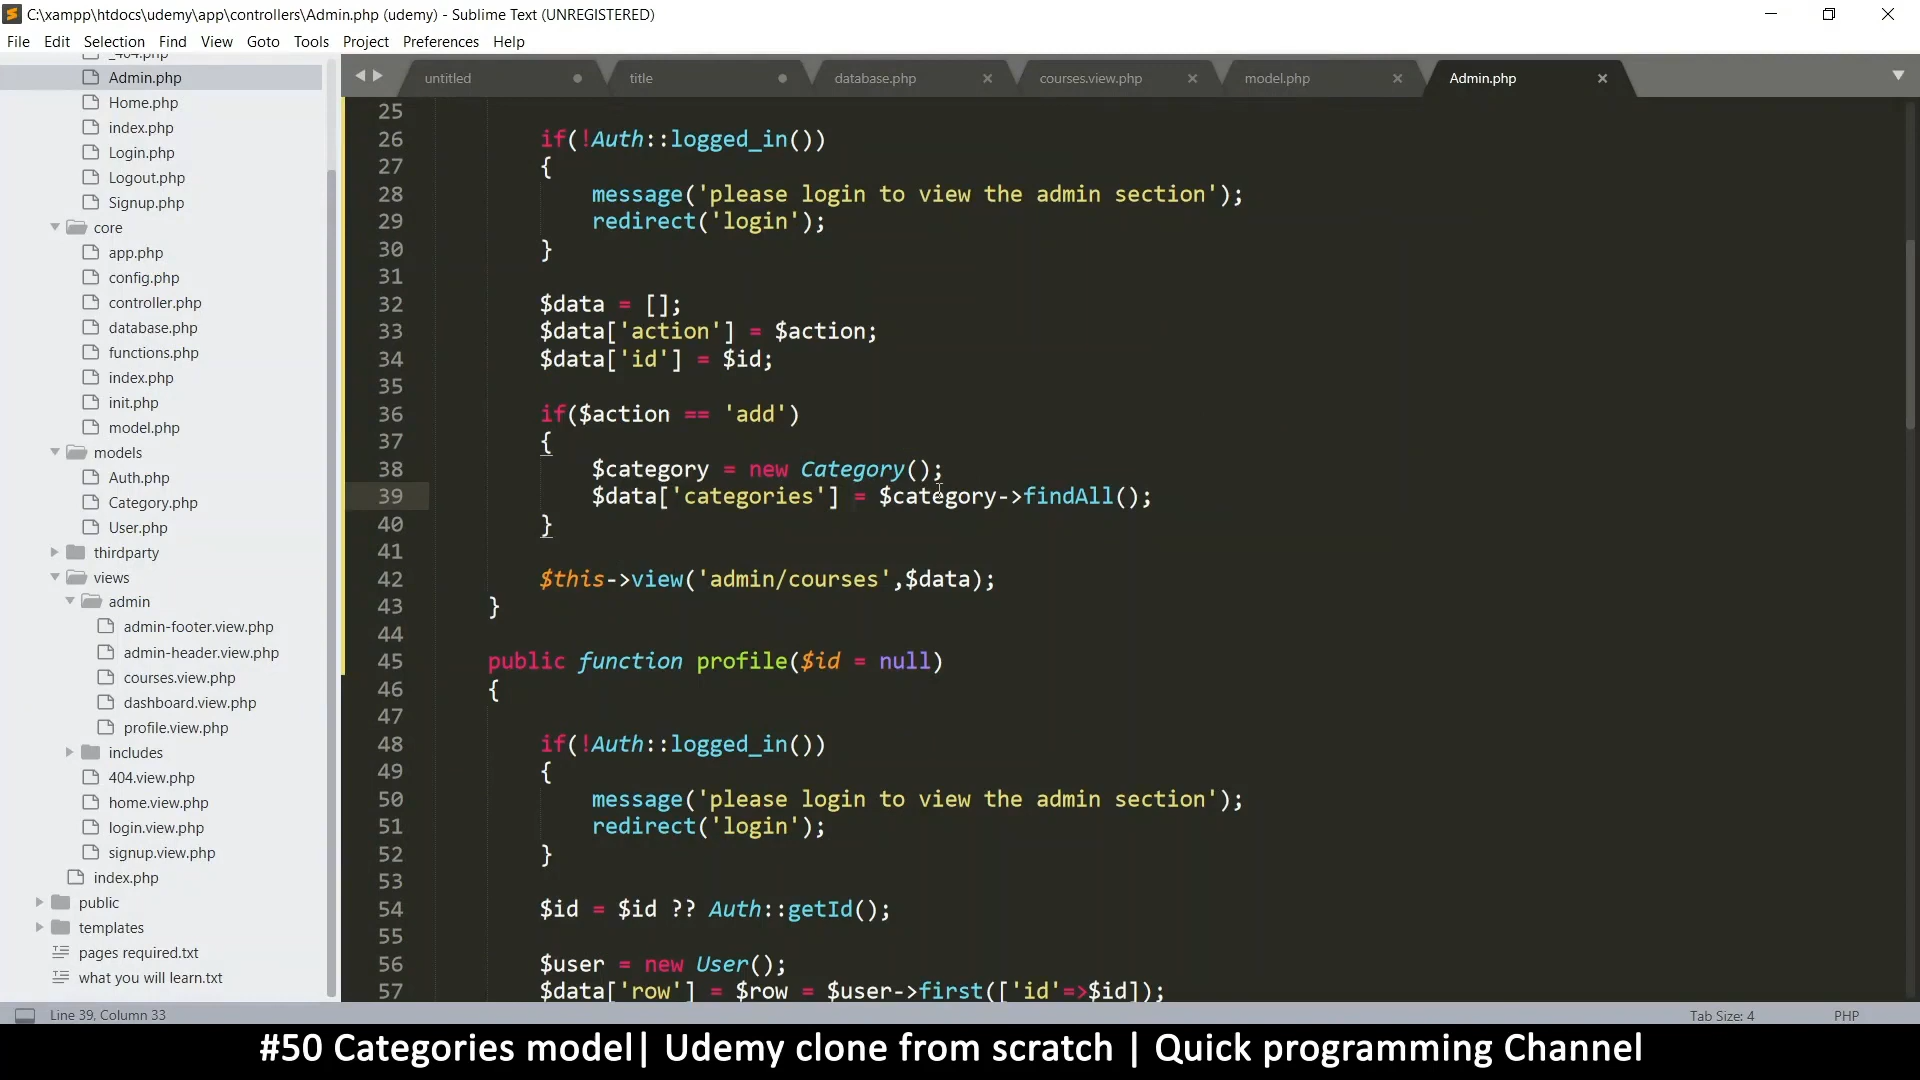 C:\xampp\htdocs\udemy\app\controllers\Admin.php (udemy) - Sublime Text (UNREGISTERED)
File Edit Selection Find View Goto Tools Project Preferences Help
_404.php
Admin.php
Home.php
index.php
Login.php
Logout.php
Signup.php
core
app.php
config.php
controller.php
database.php
functions.php
index.php
init.php
model.php
models
Auth.php
Category.php
User.php
thirdparty
views
admin
admin-footer.view.php
admin-header.view.php
courses.view.php
dashboard.view.php
profile.view.php
includes
404.view.php
home.view.php
login.view.php
signup.view.php
index.php
public
templates
pages required.txt
what you will learn.txt
untitled title database.php courses.view.php model.php Admin.php
25
26 if(!Auth::logged_in())
27 {
28 message('please login to view the admin section');
29 redirect('login');
30 }
31
32 $data = [];
33 $data['action'] = $action;
34 $data['id'] = $id;
35
36 if($action == 'add')
37 {
38 $category = new Category();
39 $data['categories'] = $category->findAll();
40 }
41
42 $this->view('admin/courses',$data);
43 }
44
45 public function profile($id = null)
46 {
47
48 if(!Auth::logged_in())
49 {
50 message('please login to view the admin section');
51 redirect('login');
52 }
53
54 $id = $id ?? Auth::getId();
55
56 $user = new User();
57 $data['row'] = $row = $user->first(['id'=>$id]);
Line 39, Column 33 Tab Size: 4 PHP
#50 Categories model| Udemy clone from scratch | Quick programming Channel